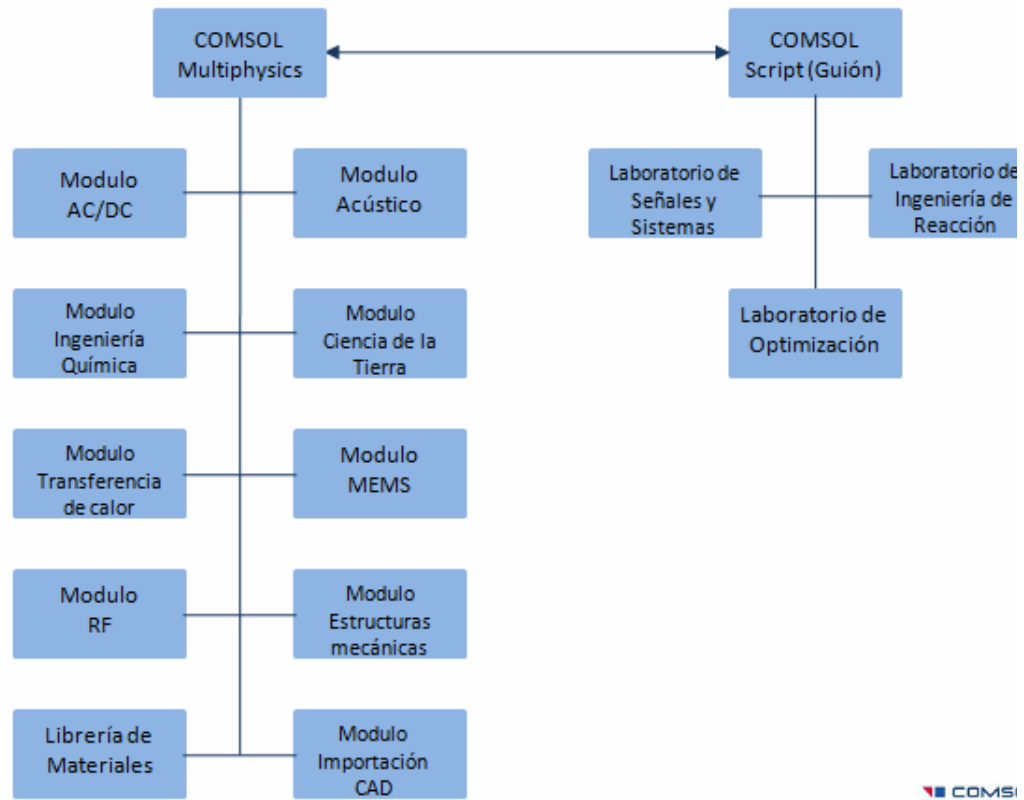 COMSOL
Multiphysics
COMSOL
Script (Guión)
Modulo
AC/DC
Modulo
Acústico
Laboratorio de
Señales y
Sistemas
Laboratorio de
Ingeniería de
Reacción
Modulo
Ingeniería
Química
Modulo
Ciencia de la
Tierra
Laboratorio de
Optimización
Modulo
Transferencia
de calor
Modulo
MEMS
Modulo
RF
Modulo
Estructuras
mecánicas
Librería de
Materiales
Modulo
Importación
CAD
COMSO